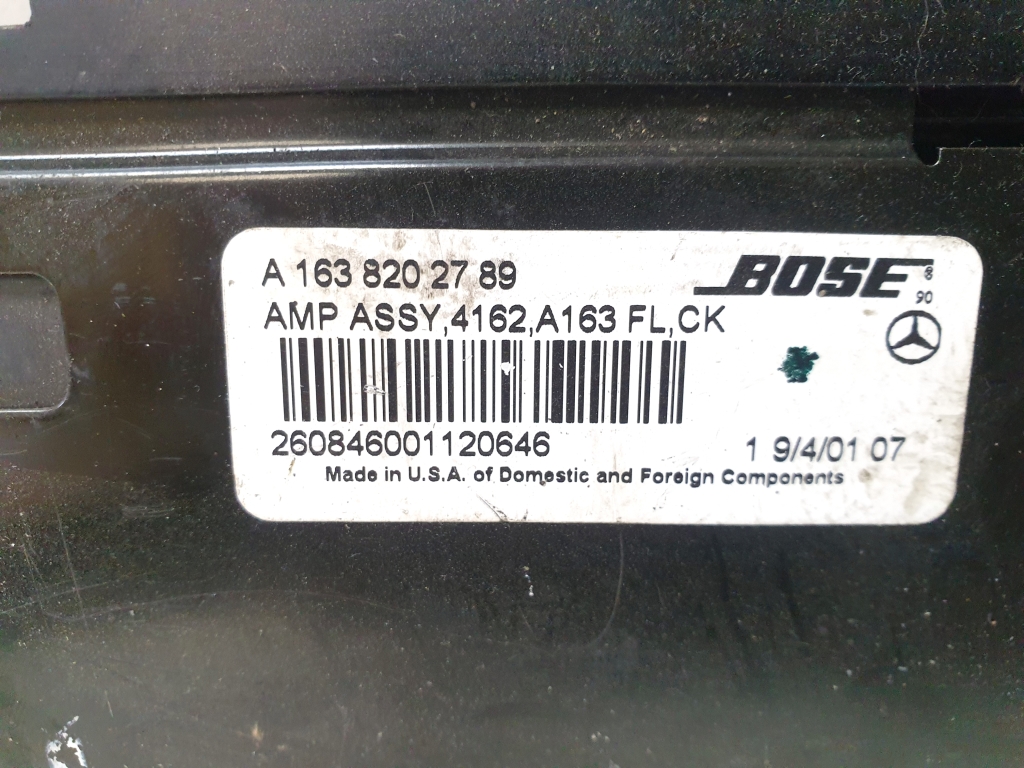 A 163 820 27 89
BOSE®
90
AMP ASSY,4162,A163 FL,CK
260846001120646
1 9/4/01 07
Made in U.S.A. of Domestic and Foreign Components